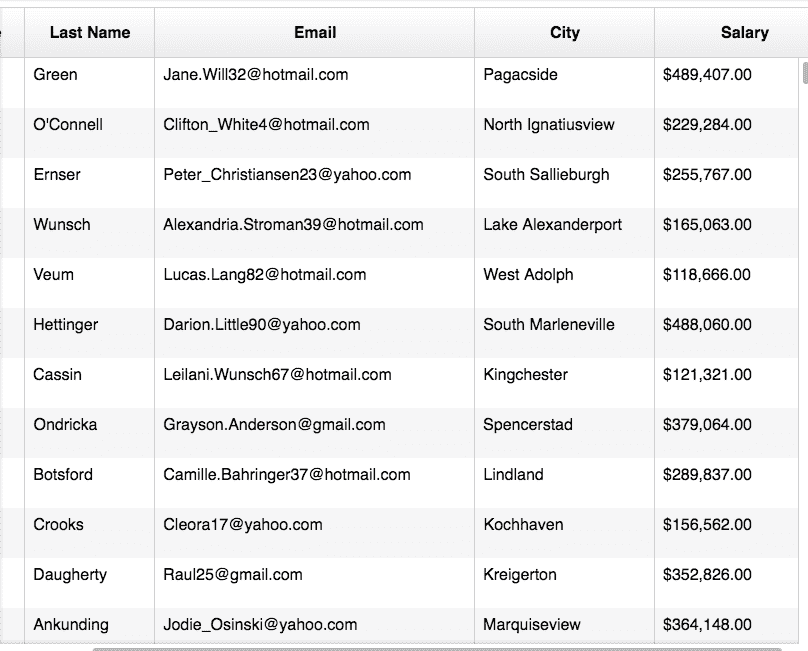 Last Name Email City Salary
Green Jane.Will32@hotmail.com Pagacside $489,407.00
O'Connell Clifton_White4@hotmail.com North Ignatiusview $229,284.00
Ernser Peter_Christiansen23@yahoo.com South Sallieburgh $255,767.00
Wunsch Alexandria.Stroman39@hotmail.com Lake Alexanderport $165,063.00
Veum Lucas.Lang82@hotmail.com West Adolph $118,666.00
Hettinger Darion.Little90@yahoo.com South Marleneville $488,060.00
Cassin Leilani.Wunsch67@hotmail.com Kingchester $121,321.00
Ondricka Grayson.Anderson@gmail.com Spencerstad $379,064.00
Botsford Camille.Bahringer37@hotmail.com Lindland $289,837.00
Crooks Cleora17@yahoo.com Kochhaven $156,562.00
Daugherty Raul25@gmail.com Kreigerton $352,826.00
Ankunding Jodie_Osinski@yahoo.com Marquiseview $364,148.00